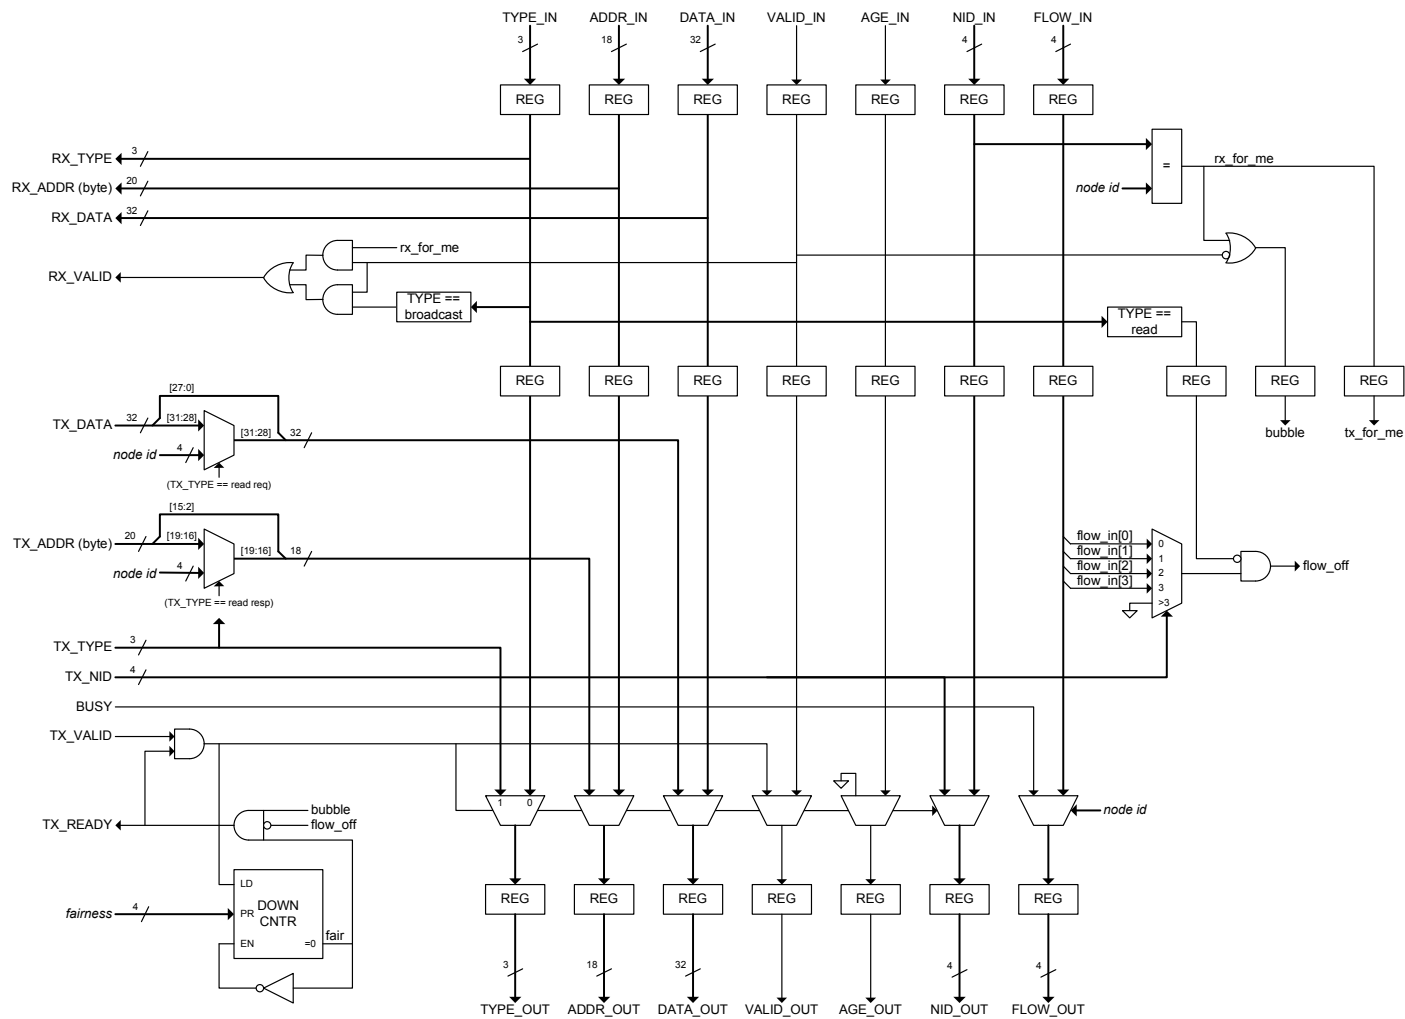 TYPE_IN ADDR_IN DATA_IN VALID_IN AGE_IN NID_IN FLOW_IN
3 18 32 4 4
REG REG REG REG REG REG REG
RX_TYPE 3
RX_ADDR (byte) 20
RX_DATA 32
= rx_for_me
node id
rx_for_me
RX_VALID
TYPE ==
broadcast
TYPE ==
read
REG REG REG REG REG REG REG REG REG REG
bubble tx_for_me
[27:0]
TX_DATA 32 [31:28] [31:28] 32
node id 4
(TX_TYPE == read req)
[15:2]
TX_ADDR (byte) 20 [19:16] [19:16] 18
node id 4
(TX_TYPE == read resp)
flow_in[0] 0
flow_in[1] 1
flow_in[2] 2
flow_in[3] 3
>3
flow_off
TX_TYPE 3
TX_NID 4
BUSY
TX_VALID
1 0
node id
bubble
flow_off
TX_READY
LD
fairness 4 PR DOWN
CNTR
EN =0 fair
REG REG REG REG REG REG REG
3 18 32 4 4
TYPE_OUT ADDR_OUT DATA_OUT VALID_OUT AGE_OUT NID_OUT FLOW_OUT